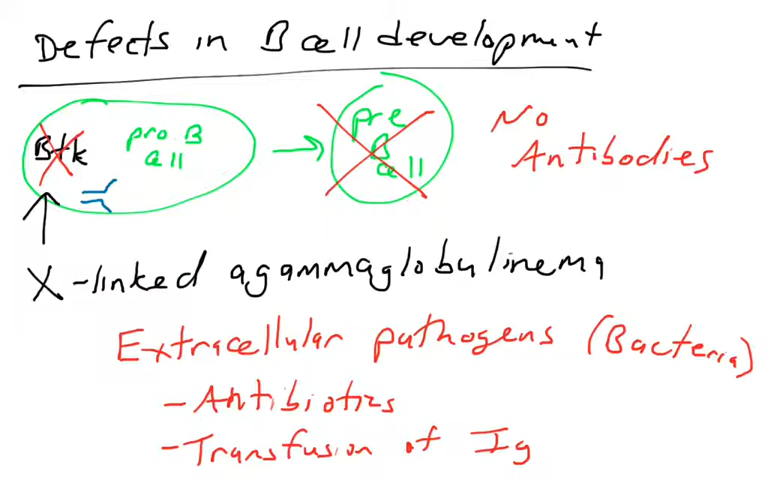 Defects in B cell development
Btk
pro B
cell
pre
B
cell
No
Antibodies
X-linked agammaglobulinema
Extracellular pathogens (Bacteria)
- Antibiotics
- Transfusion of Ig